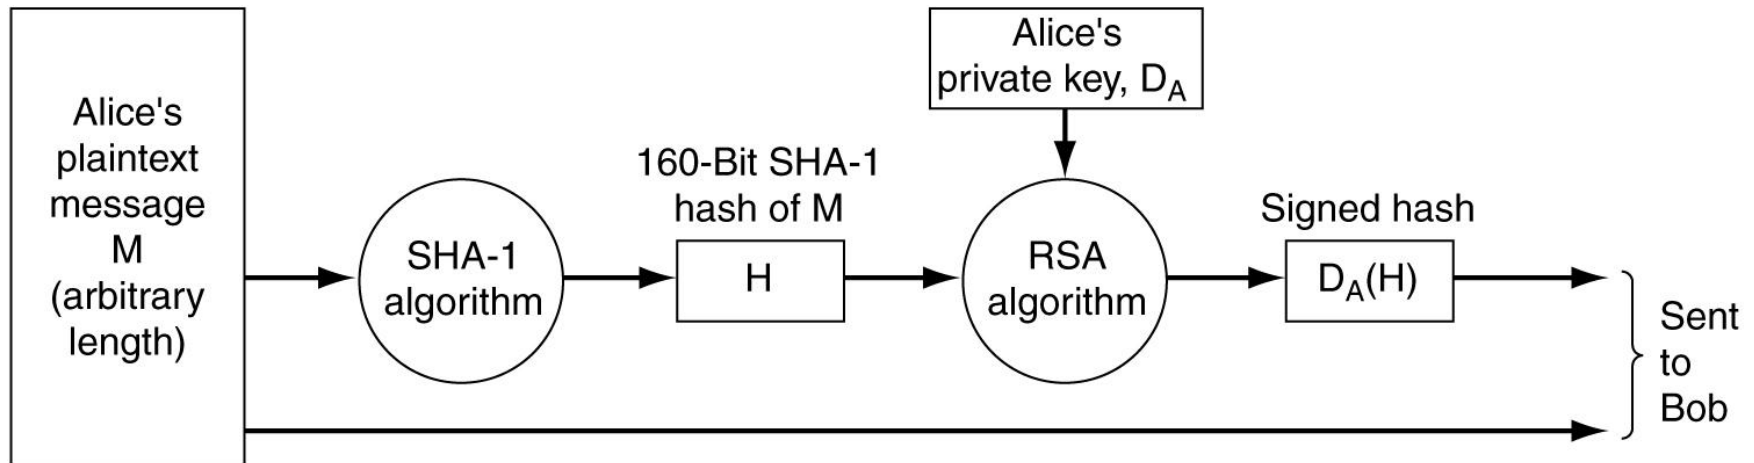 Alice's
plaintext
message
M
(arbitrary
length)
SHA-1
algorithm
160-Bit SHA-1
hash of M
H
Alice's
private key, D_A
RSA
algorithm
Signed hash
D_A(H)
Sent
to
Bob